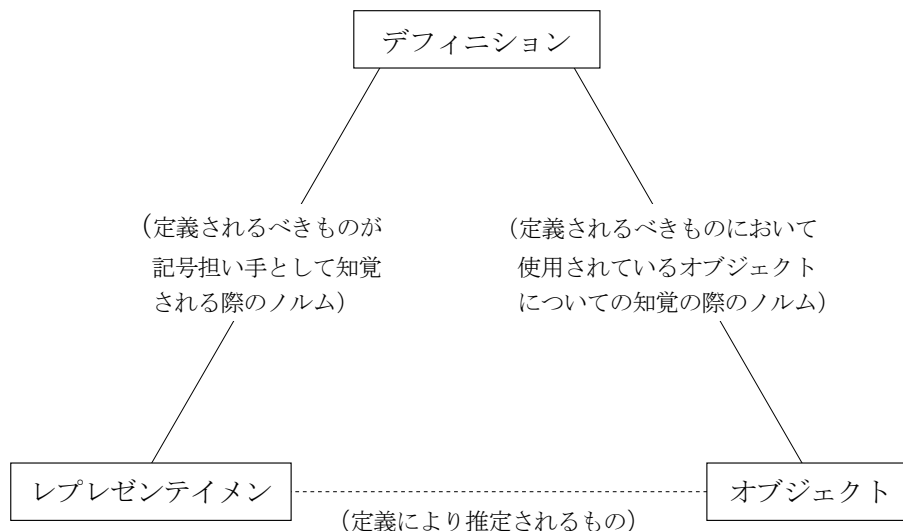 デフィニション
（定義されるべきものが
記号担い手として知覚
される際のノルム）
（定義されるべきものにおいて
使用されているオブジェクト
についての知覚の際のノルム）
レプレゼンテイメン
オブジェクト
（定義により推定されるもの）